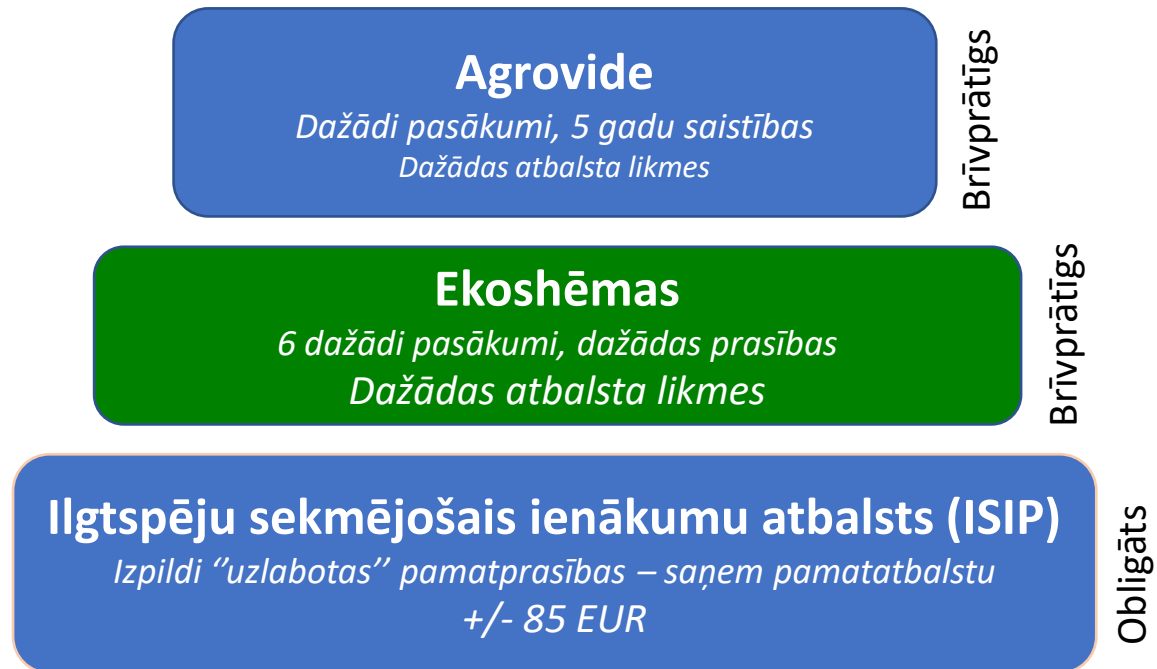 Agrovide
Dažādi pasākumi, 5 gadu saistības
Dažādas atbalsta likmes
Brīvprātīgs
Ekoshēmas
6 dažādi pasākumi, dažādas prasības
Dažādas atbalsta likmes
Brīvprātīgs
Ilgtspēju sekmējošais ienākumu atbalsts (ISIP)
Izpildi ‘’uzlabotas’’ pamatprasības – saņem pamatatbalstu
+/- 85 EUR
Obligāts